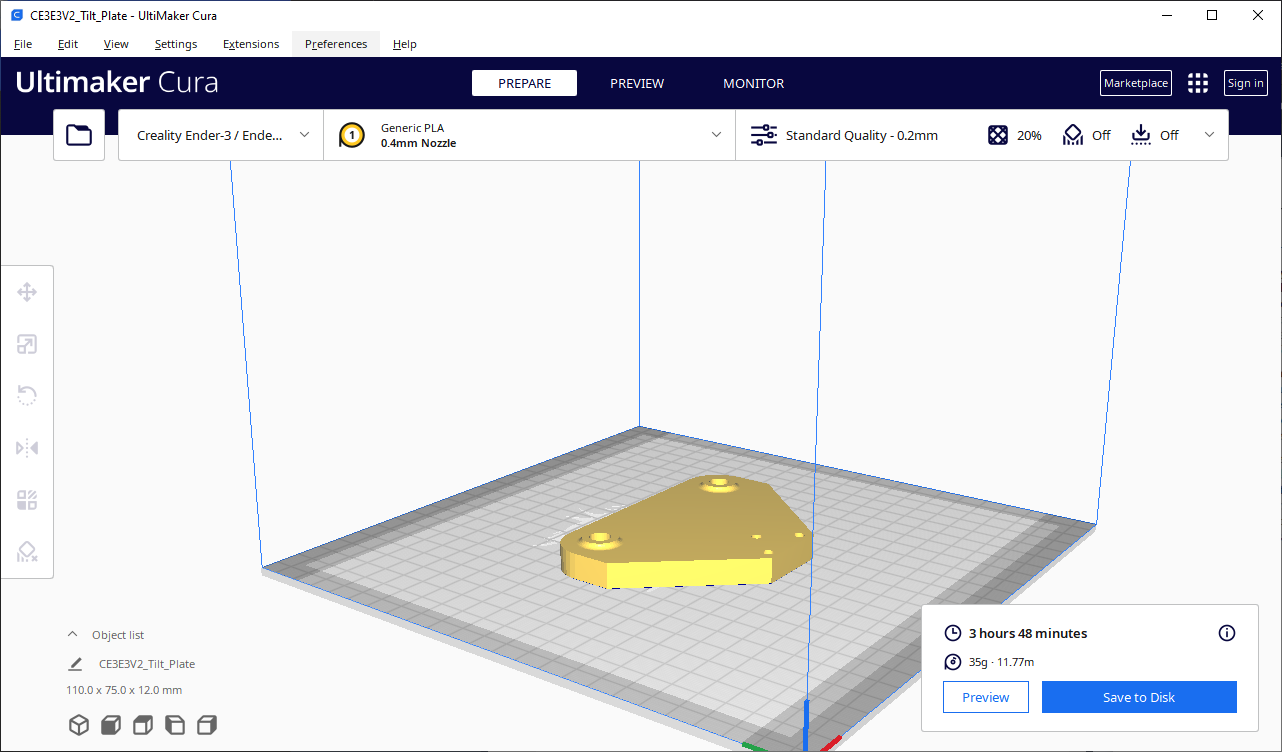 CE3E3V2_Tilt_Plate - UltiMaker Cura
File Edit View Settings Extensions Preferences Help
Ultimaker Cura
PREPARE PREVIEW MONITOR
Marketplace Sign in
Creality Ender-3 / Ende...
1
Generic PLA
0.4mm Nozzle
Standard Quality - 0.2mm
20% Off Off
Object list
CE3E3V2_Tilt_Plate
110.0 x 75.0 x 12.0 mm
3 hours 48 minutes
35g · 11.77m
Preview Save to Disk